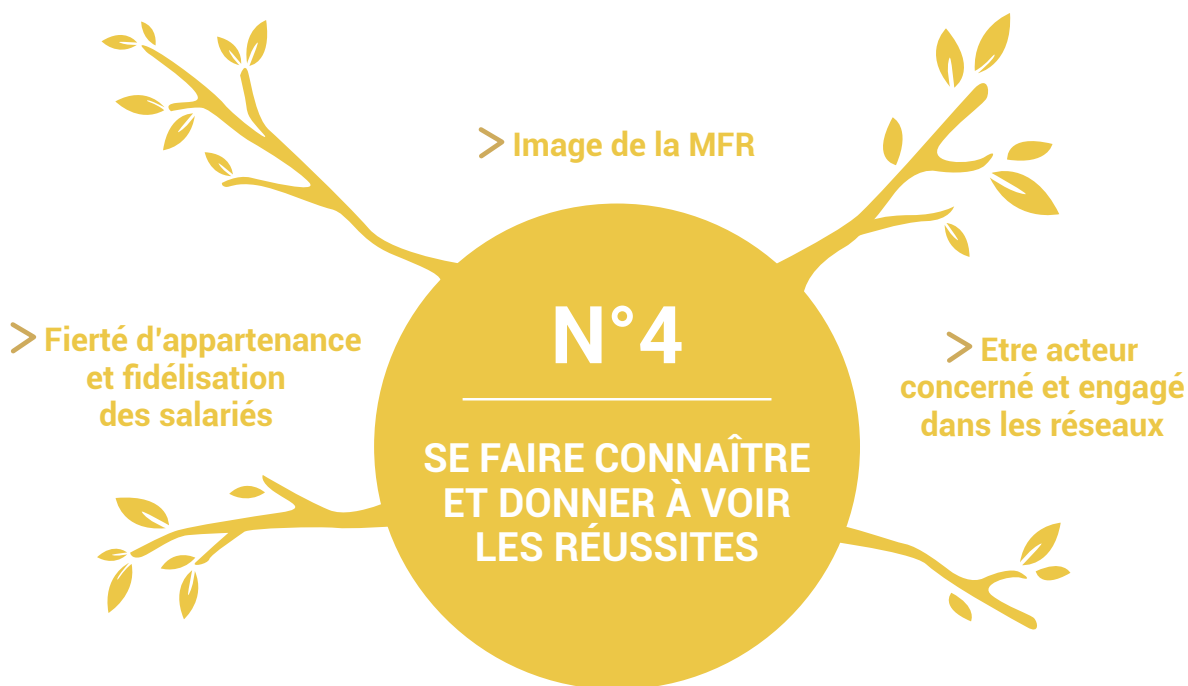 > Image de la MFR
> Fierté d'appartenance
et fidélisation
des salariés
N°4
SE FAIRE CONNAÎTRE
ET DONNER À VOIR
LES RÉUSSITES
> Etre acteur
concerné et engagé
dans les réseaux